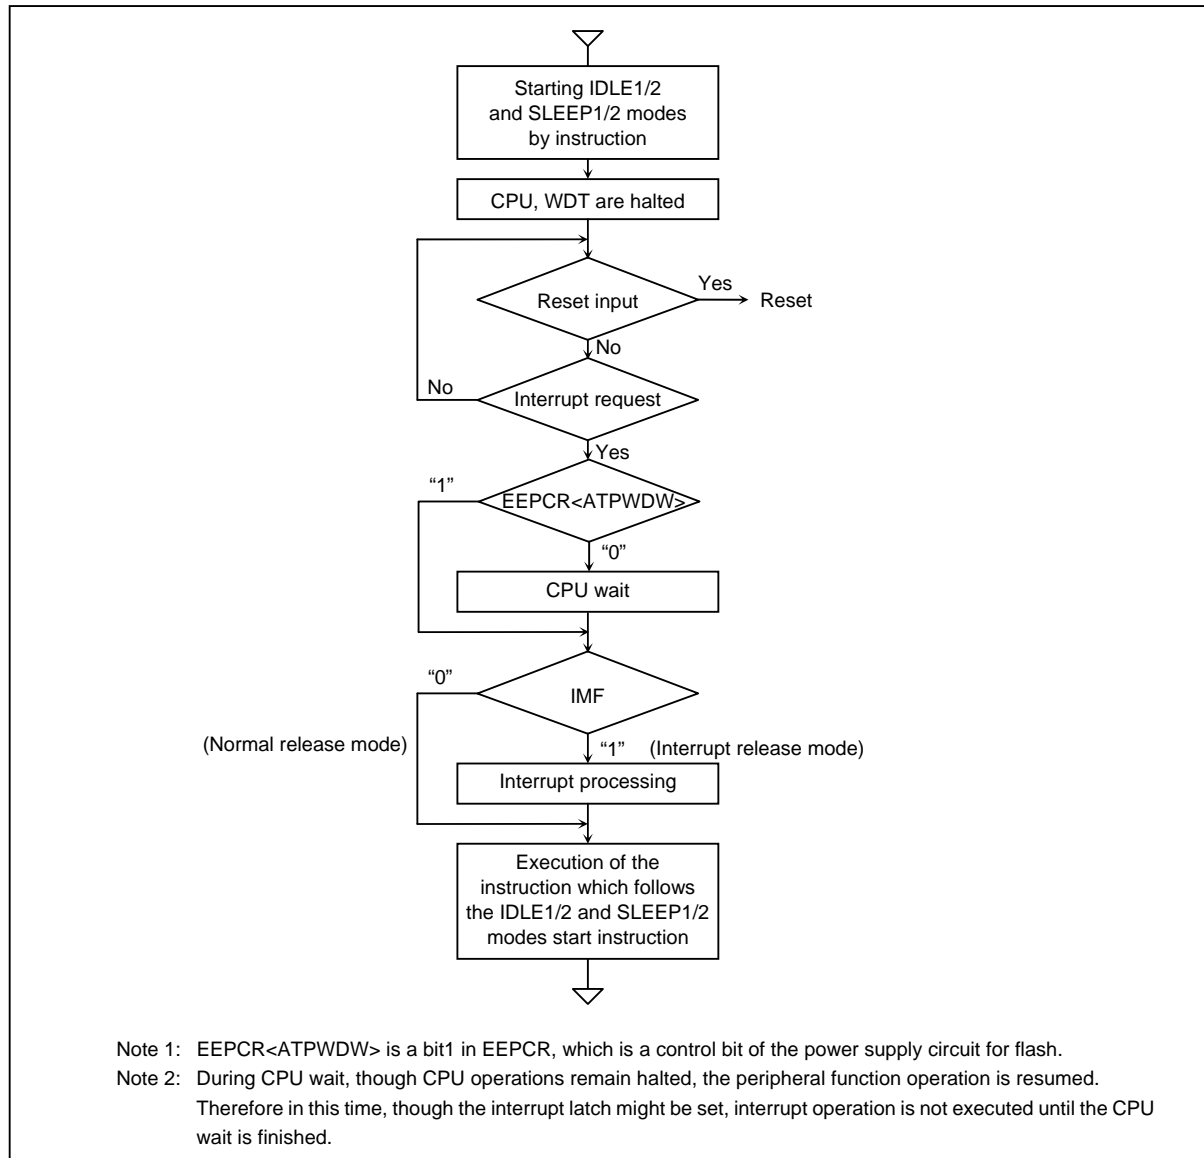 Starting IDLE1/2
and SLEEP1/2 modes
by instruction
CPU, WDT are halted
Reset input
Yes
Reset
No
No
Interrupt request
Yes
“1”
EEPCR<ATPWDW>
“0”
CPU wait
“0”
IMF
(Normal release mode)
“1” (Interrupt release mode)
Interrupt processing
Execution of the
instruction which follows
the IDLE1/2 and SLEEP1/2
modes start instruction
Note 1: EEPCR<ATPWDW> is a bit1 in EEPCR, which is a control bit of the power supply circuit for flash.
Note 2: During CPU wait, though CPU operations remain halted, the peripheral function operation is resumed.
Therefore in this time, though the interrupt latch might be set, interrupt operation is not executed until the CPU
wait is finished.